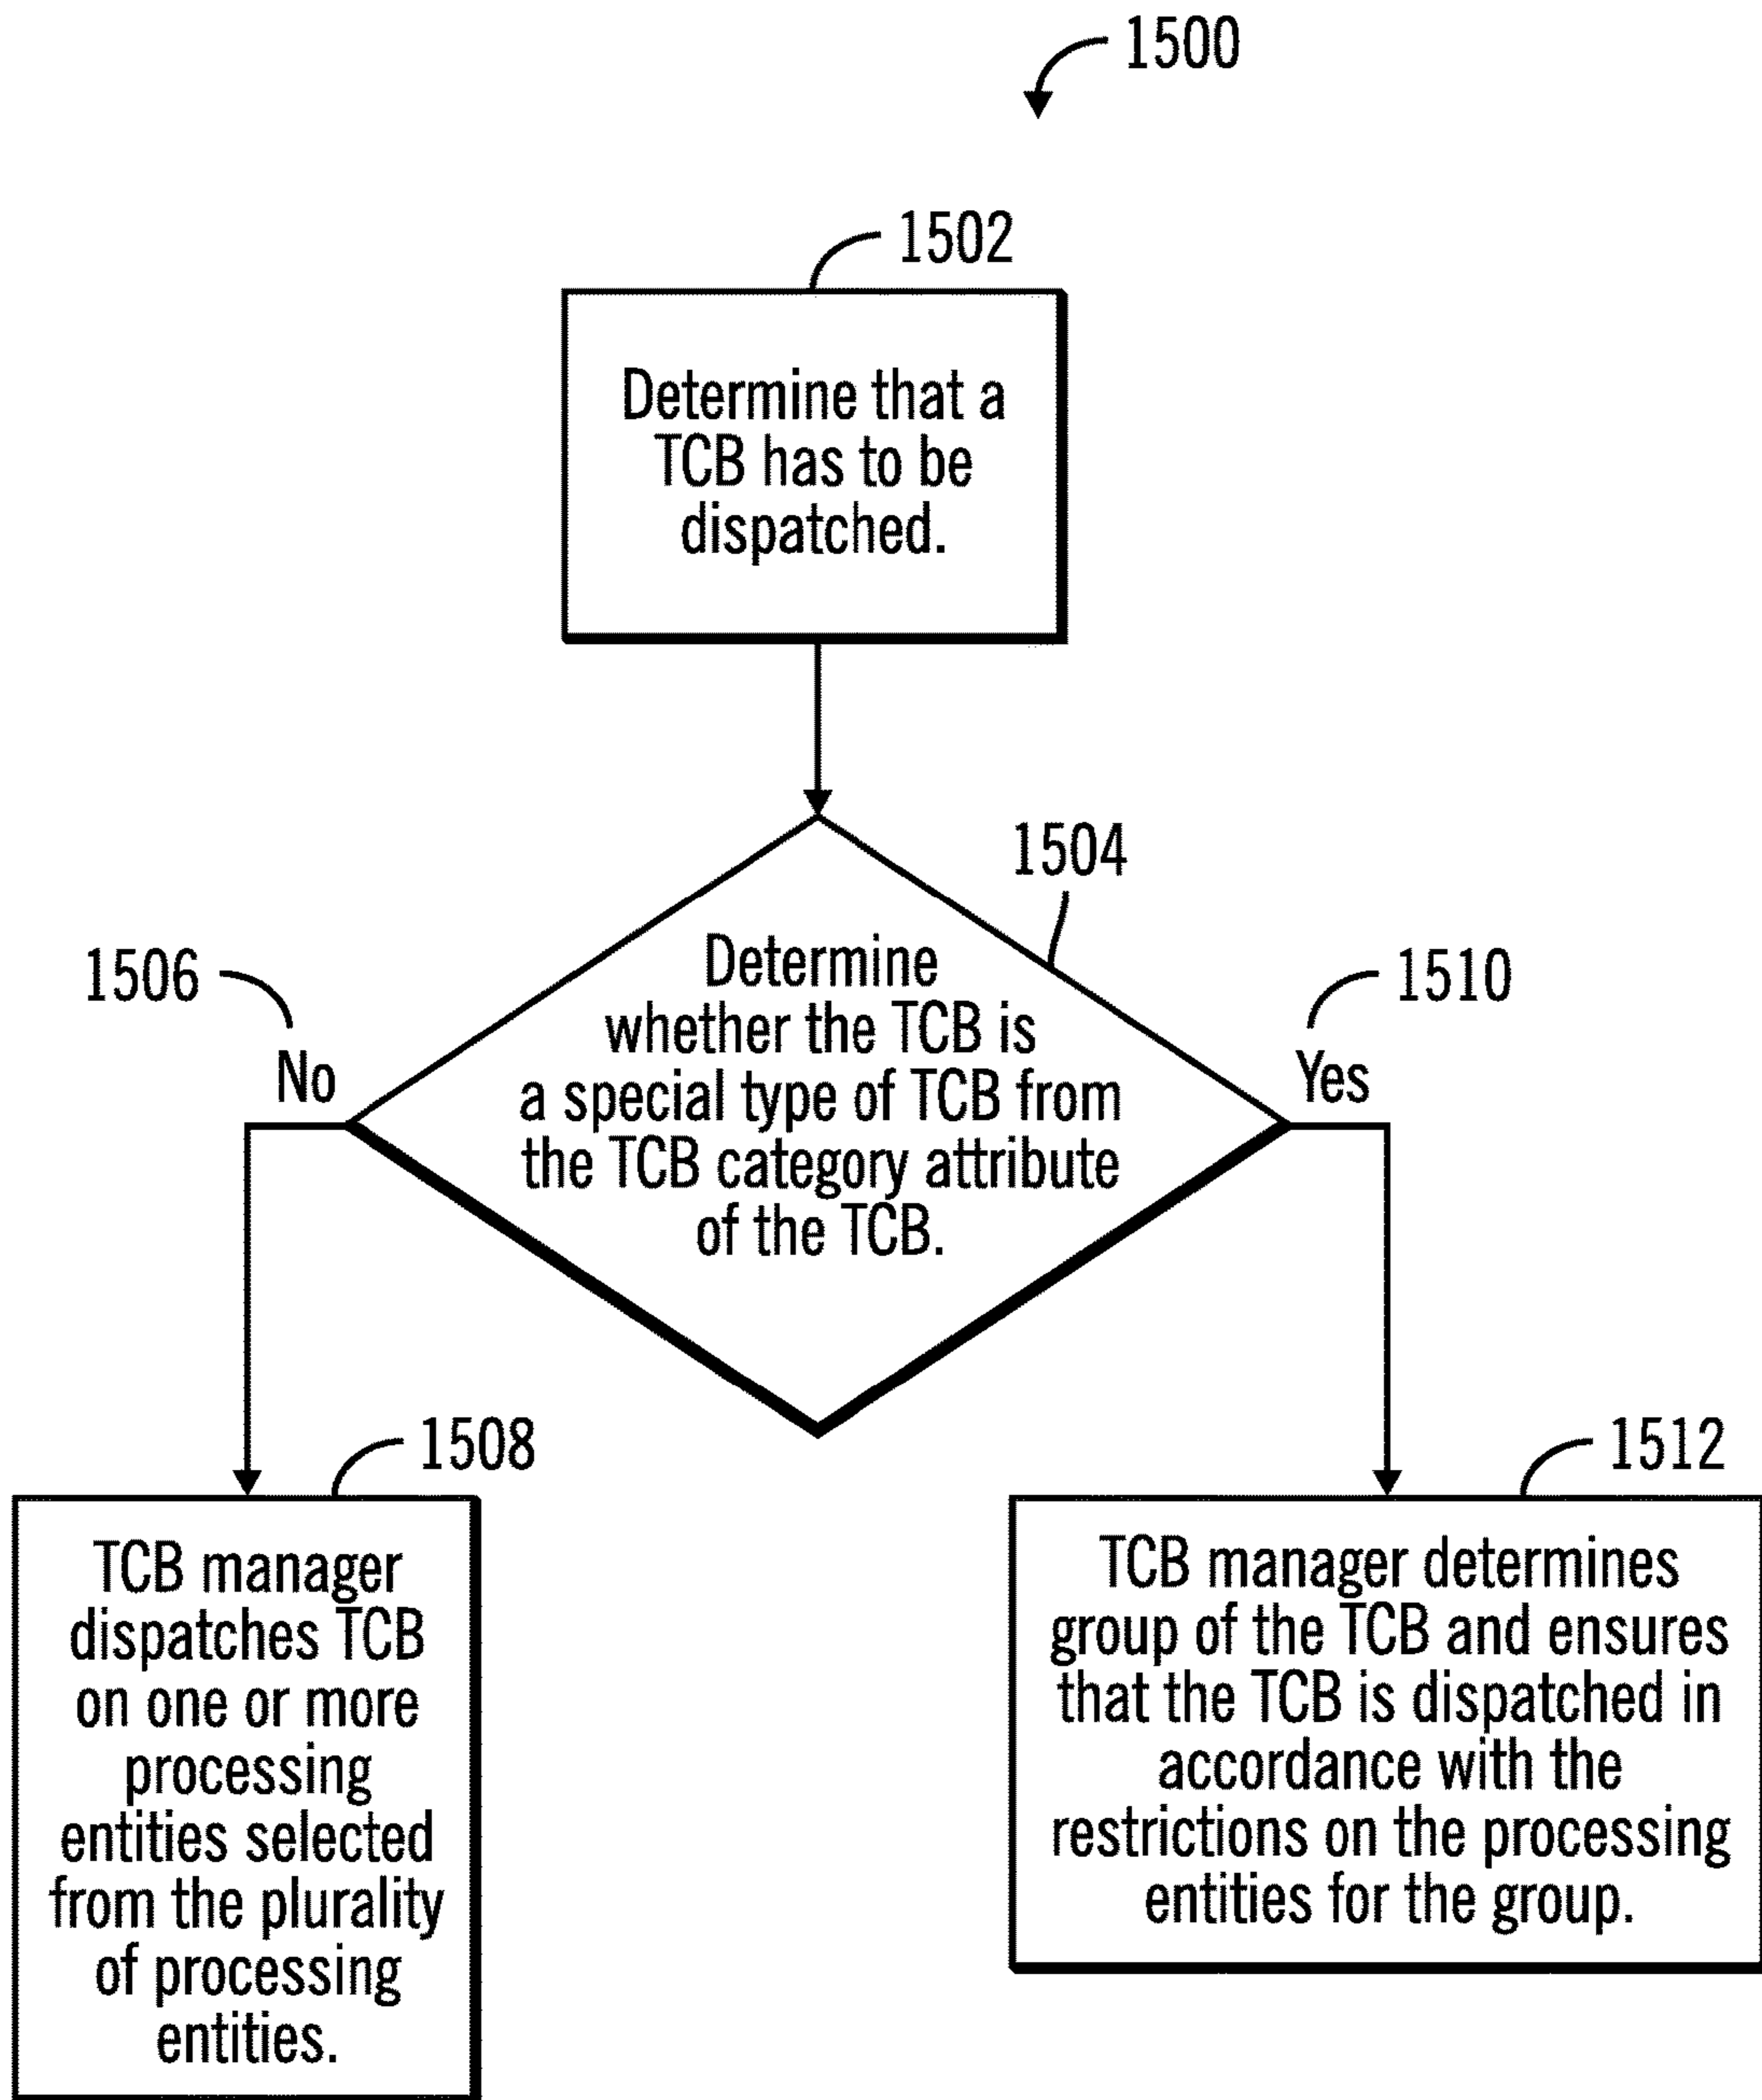 1500
1502
Determine that a
TCB has to be
dispatched.
1504
Determine
whether the TCB is
a special type of TCB from
the TCB category attribute
of the TCB.
1506
No
1510
Yes
1508
TCB manager
dispatches TCB
on one or more
processing
entities selected
from the plurality
of processing
entities.
1512
TCB manager determines
group of the TCB and ensures
that the TCB is dispatched in
accordance with the
restrictions on the processing
entities for the group.